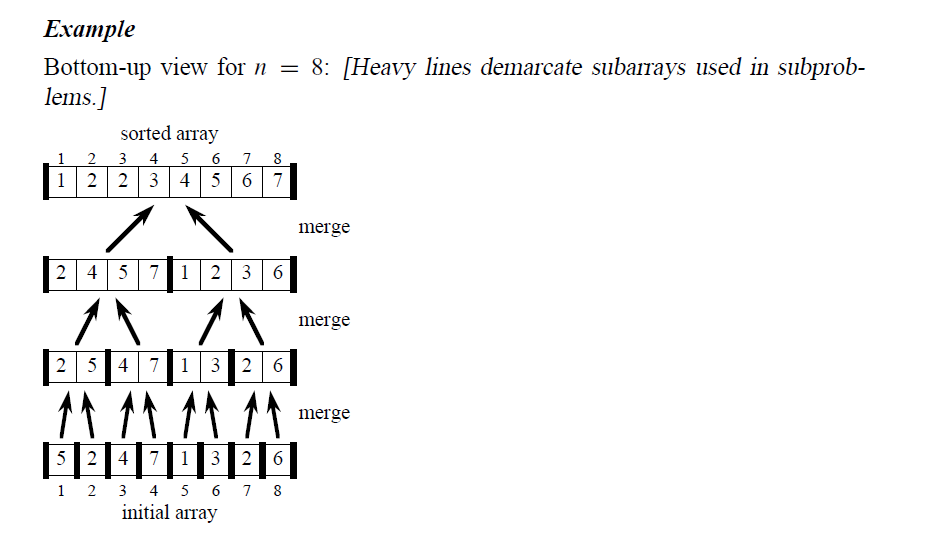 Example
Bottom-up view for n = 8: [Heavy lines demarcate subarrays used in subprob-
lems.]
sorted array
1 2 3 4 5 6 7 8
1 2 2 3 4 5 6 7
merge
2 4 5 7 1 2 3 6
merge
2 5 4 7 1 3 2 6
merge
5 2 4 7 1 3 2 6
1 2 3 4 5 6 7 8
initial array